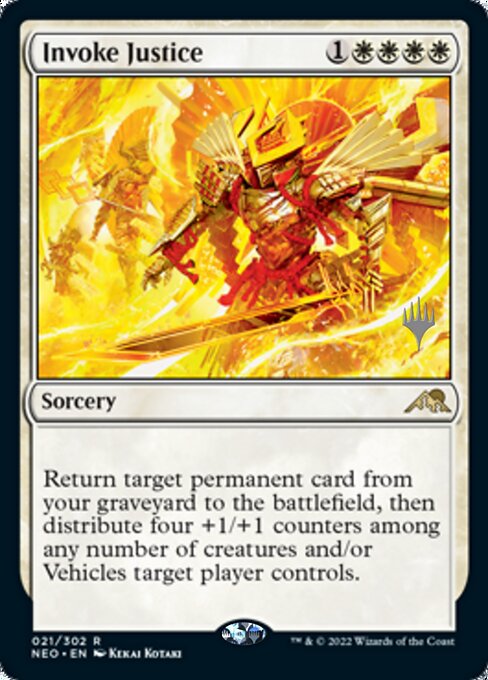 Invoke Justice 1
Sorcery
Return target permanent card from
your graveyard to the battlefield, then
distribute four +1/+1 counters among
any number of creatures and/or
Vehicles target player controls.
021/302 R
NEO • EN Kekai Kotaki
™ & © 2022 Wizards of the Coast